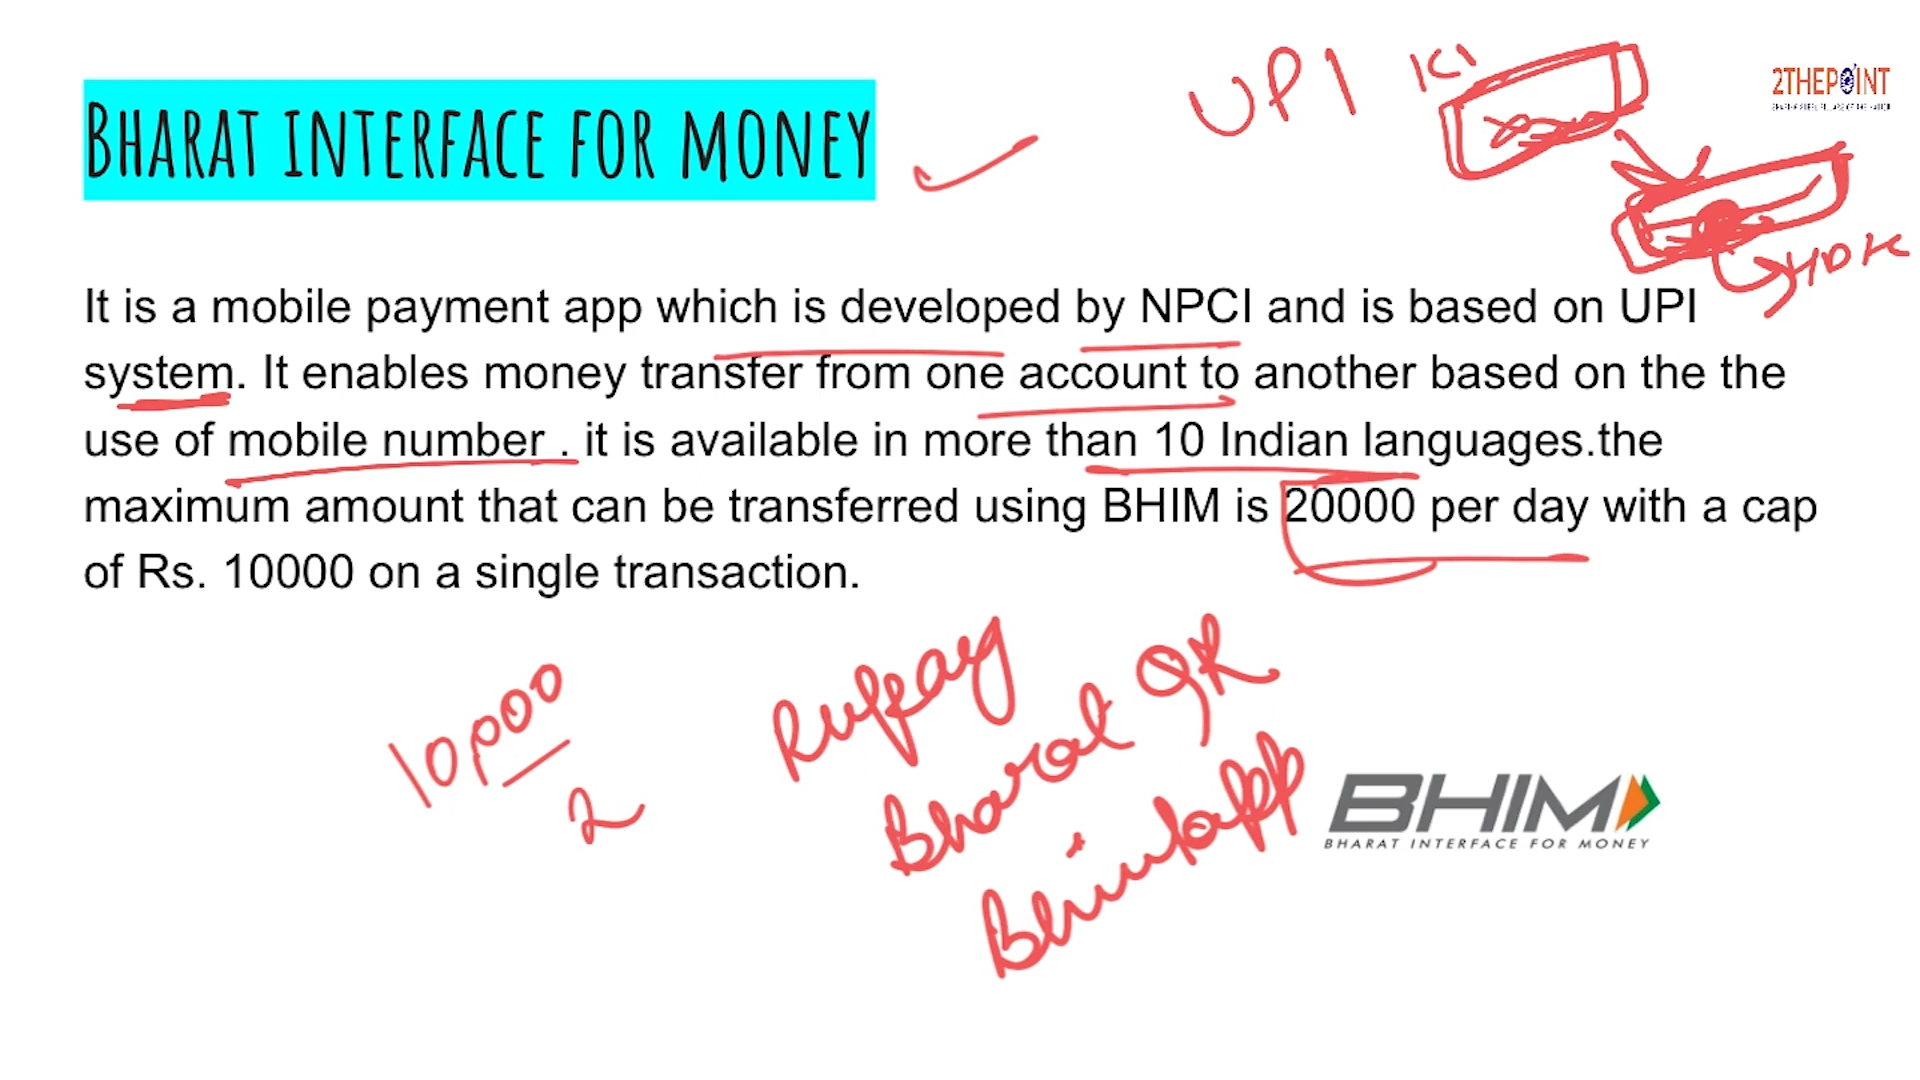 BHARAT INTERFACE FOR MONEY
UPI
2THEPOINT
It is a mobile payment app which is developed by NPCI and is based on UPI
system. It enables money transfer from one account to another based on the the
use of mobile number . it is available in more than 10 Indian languages.the
maximum amount that can be transferred using BHIM is 20000 per day with a cap
of Rs. 10000 on a single transaction.
10,000
2
Rupay
Bharat QR
Bhim app
BHIM
BHARAT INTERFACE FOR MONEY